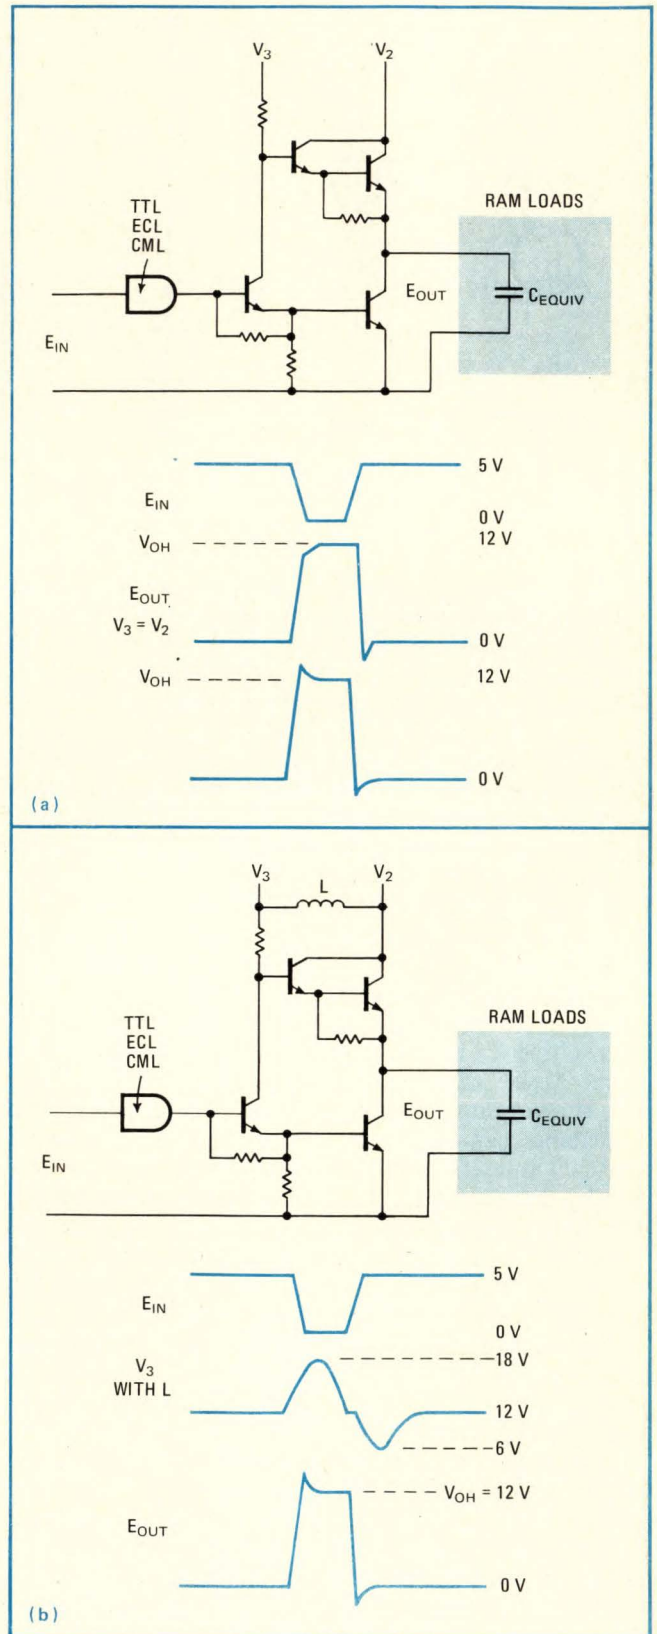 V3 V2
RAM LOADS
TTL
ECL
CML
EOUT
CEQUIV
EIN
5 V
EIN
0 V
VOH
12 V
EOUT
V3 = V2
0 V
VOH
12 V
0 V
(a)
V3 L V2
RAM LOADS
TTL
ECL
CML
EOUT
CEQUIV
EIN
5 V
EIN
0 V
V3
WITH L
18 V
12 V
6 V
VOH = 12 V
EOUT
0 V
(b)